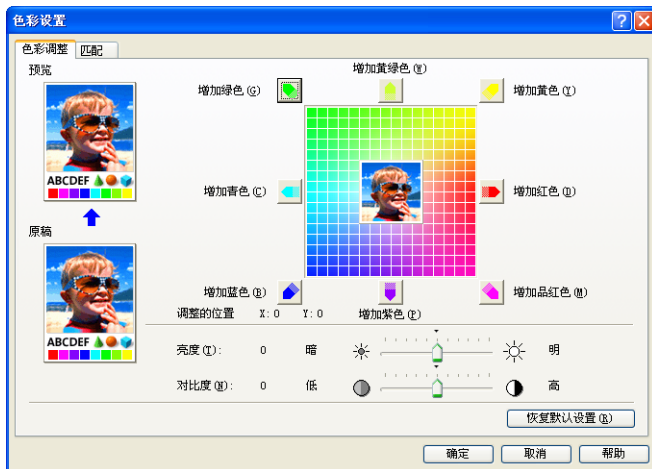 色彩设置
色彩调整 匹配
预览
增加黄绿色(W)
增加绿色(G)
增加黄色(Y)
ABCDEF
增加青色(C)
增加红色(D)
原稿
增加蓝色(B)
增加品红色(M)
调整的位置 X: 0 Y: 0 增加紫色(P)
ABCDEF
亮度(T): 0 暗 明
对比度(N): 0 低 高
恢复默认设置(R)
确定 取消 帮助